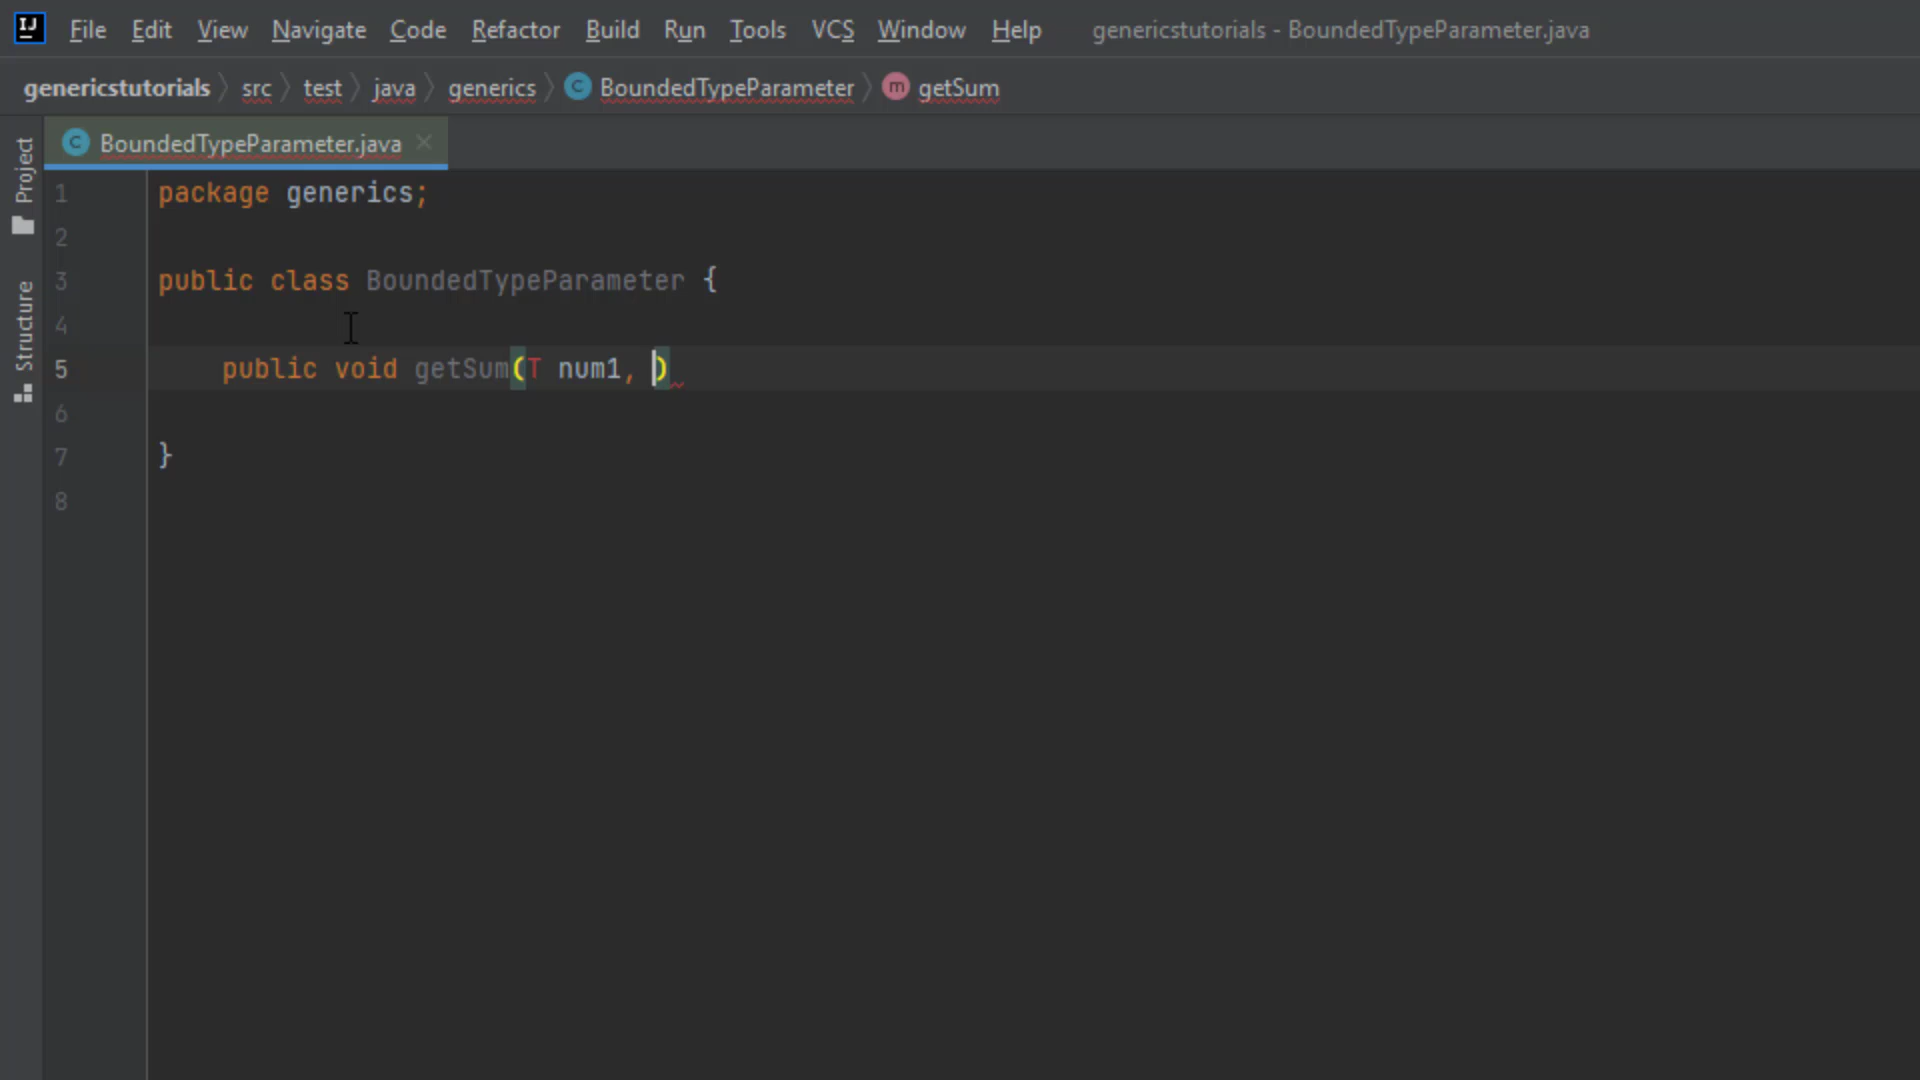 IJ File Edit View Navigate Code Refactor Build Run Tools VCS Window Help genericstutorials - BoundedTypeParameter.java
genericstutorials src test java generics C BoundedTypeParameter m getSum
C BoundedTypeParameter.java
Project
Structure
1 package generics;
2
3 public class BoundedTypeParameter {
4
5 public void getSum(T num1, )
6
7 }
8